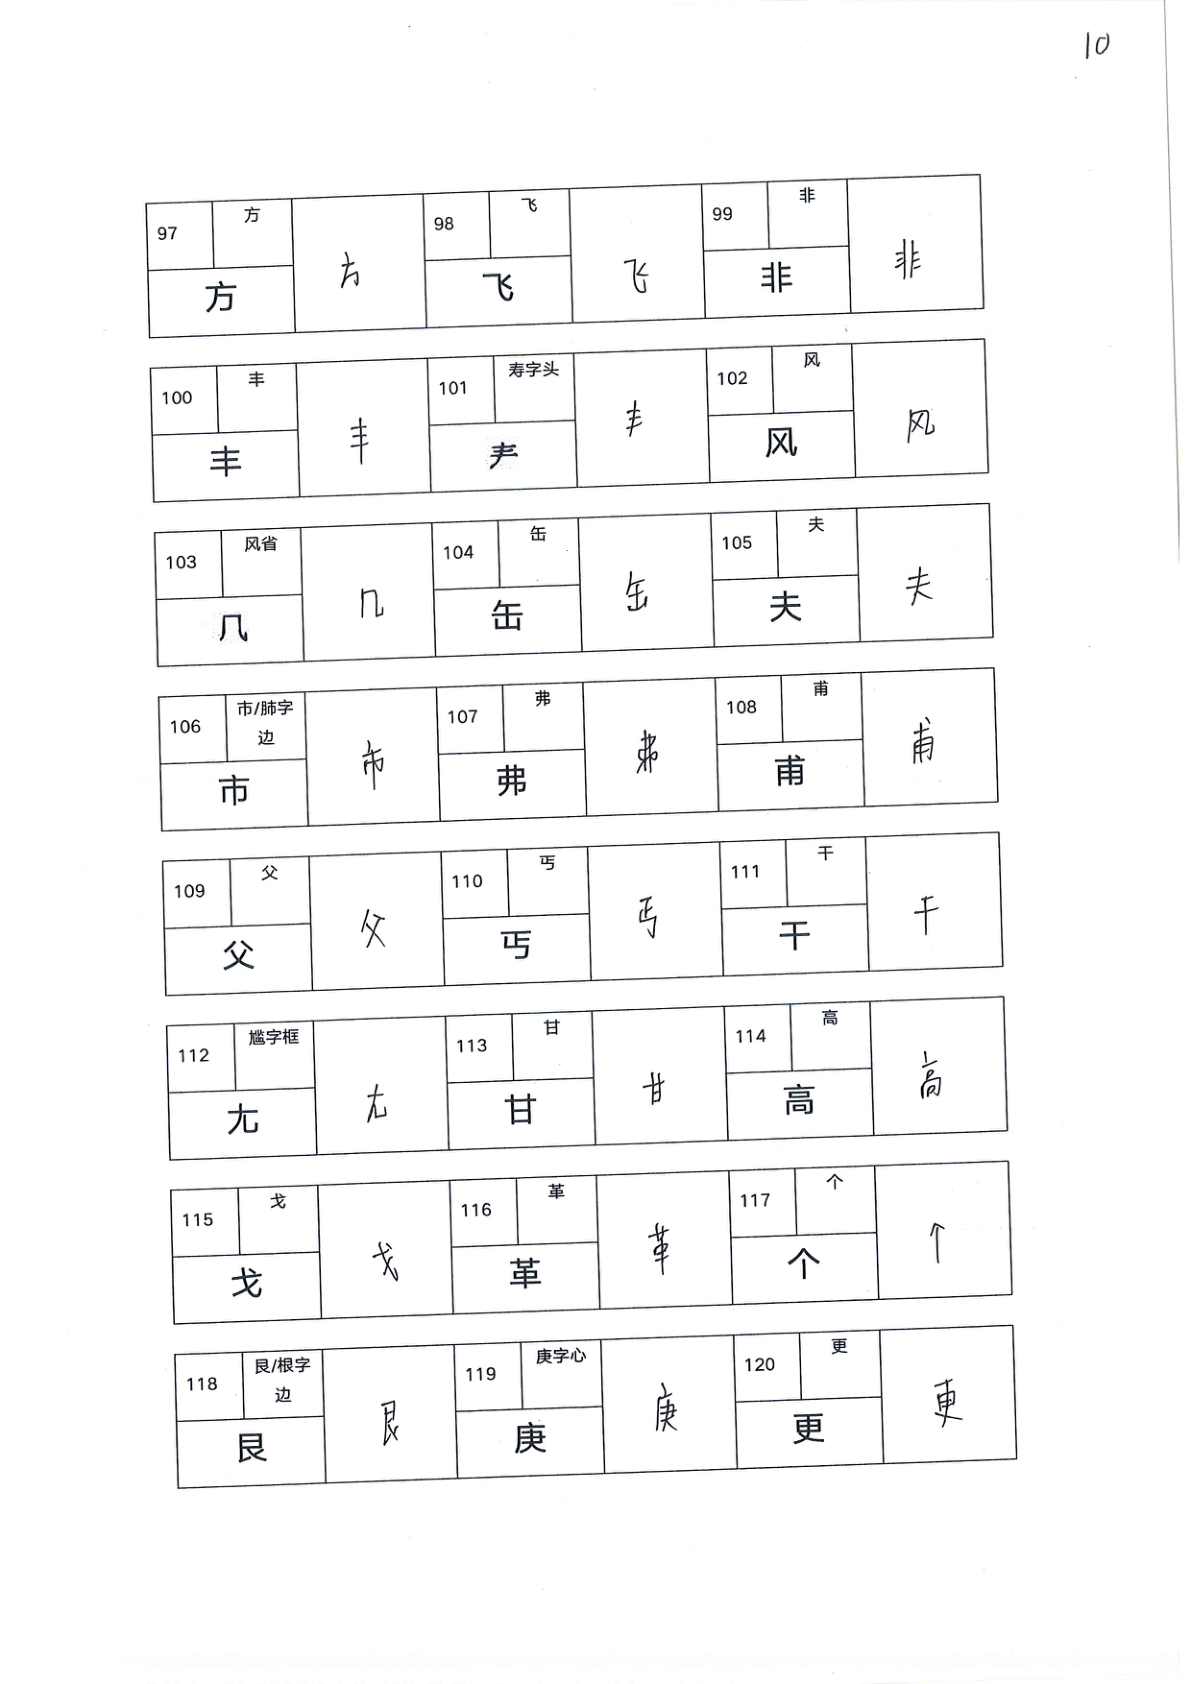 10
97 方 方 方 98 飞 飞 飞 99 非 非 非
100 丰 丰 丰 101 寿字头 𡗗 丰 102 风 风 风
103 风省 几 几 104 缶 缶 缶 105 夫 夫 夫
106 市/肺字边 市 市 107 弗 弗 弗 108 甫 甫 甫
109 父 父 父 110 丐 丐 丐 111 干 干 干
112 尴字框 尢 尢 113 甘 甘 甘 114 高 高 高
115 戈 戈 戈 116 革 革 革 117 个 个 个
118 艮/根字边 艮 艮 119 庚字心 庚 庚 120 更 更 更